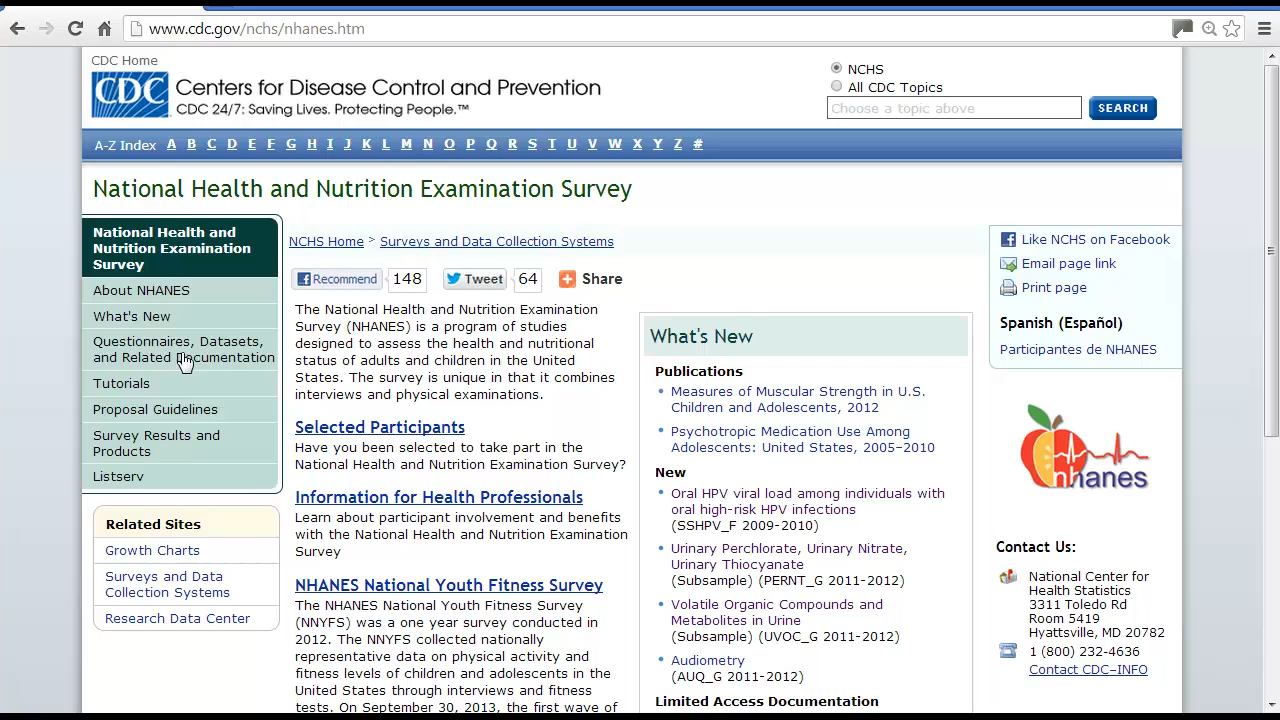 www.cdc.gov/nchs/nhanes.htm
CDC Home
CDC
Centers for Disease Control and Prevention
CDC 24/7: Saving Lives. Protecting People.™
NCHS
All CDC Topics
Choose a topic above
SEARCH
A-Z Index A B C D E F G H I J K L M N O P Q R S T U V W X Y Z #
National Health and Nutrition Examination Survey
National Health and
Nutrition Examination
Survey
About NHANES
What's New
Questionnaires, Datasets,
and Related Documentation
Tutorials
Proposal Guidelines
Survey Results and
Products
Listserv
Related Sites
Growth Charts
Surveys and Data
Collection Systems
Research Data Center
NCHS Home > Surveys and Data Collection Systems
Recommend 148 Tweet 64 Share
The National Health and Nutrition Examination
Survey (NHANES) is a program of studies
designed to assess the health and nutritional
status of adults and children in the United
States. The survey is unique in that it combines
interviews and physical examinations.
Selected Participants
Have you been selected to take part in the
National Health and Nutrition Examination Survey?
Information for Health Professionals
Learn about participant involvement and benefits
with the National Health and Nutrition Examination
Survey
NHANES National Youth Fitness Survey
The NHANES National Youth Fitness Survey
(NNYFS) was a one year survey conducted in
2012. The NNYFS collected nationally
representative data on physical activity and
fitness levels of children and adolescents in the
United States through interviews and fitness
tests. On September 30, 2013, the first wave of
What's New
Publications
• Measures of Muscular Strength in U.S.
Children and Adolescents, 2012
• Psychotropic Medication Use Among
Adolescents: United States, 2005–2010
New
• Oral HPV viral load among individuals with
oral high-risk HPV infections
(SSHPV_F 2009-2010)
• Urinary Perchlorate, Urinary Nitrate,
Urinary Thiocyanate
(Subsample) (PERNT_G 2011-2012)
• Volatile Organic Compounds and
Metabolites in Urine
(Subsample) (UVOC_G 2011-2012)
• Audiometry
(AUQ_G 2011-2012)
Limited Access Documentation
Like NCHS on Facebook
Email page link
Print page
Spanish (Español)
Participantes de NHANES
nhanes
Contact Us:
National Center for
Health Statistics
3311 Toledo Rd
Room 5419
Hyattsville, MD 20782
1 (800) 232-4636
Contact CDC–INFO